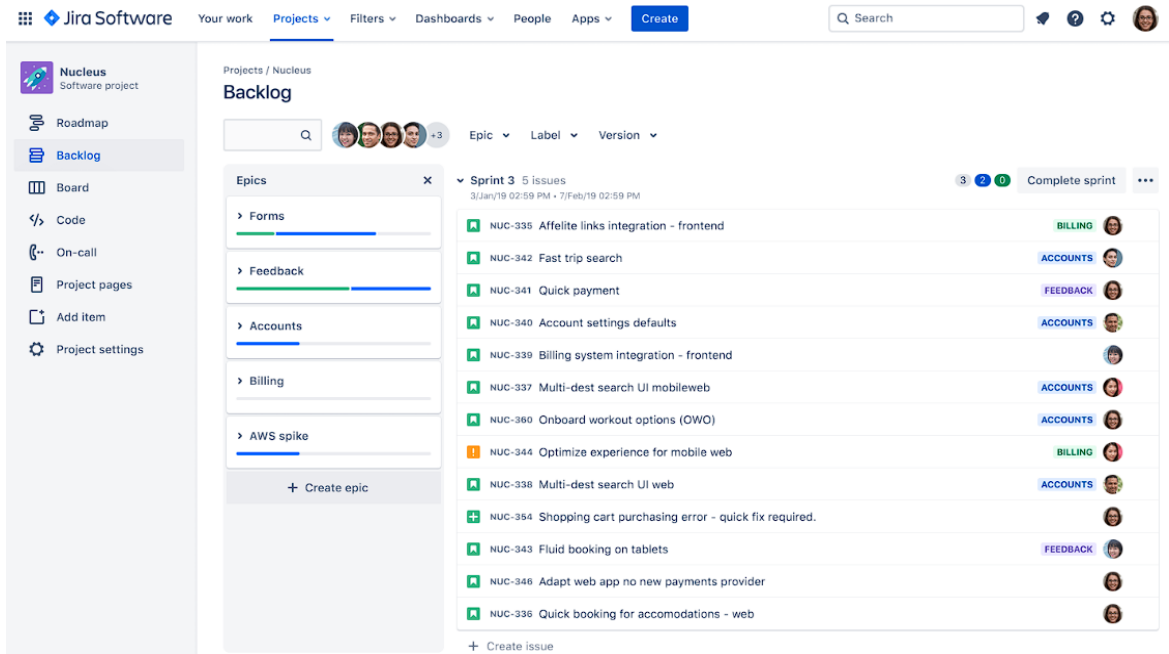 Jira Software Your work Projects Filters Dashboards People Apps Create Search
Nucleus
Software project
Roadmap
Backlog
Board
Code
On-call
Project pages
Add item
Project settings
Projects / Nucleus
Backlog
+3 Epic Label Version
Epics
Forms
Feedback
Accounts
Billing
AWS spike
+ Create epic
Sprint 3 5 issues 3 2 0 Complete sprint
3/Jan/19 02:59 PM • 7/Feb/19 02:59 PM
NUC-335 Affelite links integration - frontend BILLING
NUC-342 Fast trip search ACCOUNTS
NUC-341 Quick payment FEEDBACK
NUC-340 Account settings defaults ACCOUNTS
NUC-339 Billing system integration - frontend
NUC-337 Multi-dest search UI mobileweb ACCOUNTS
NUC-360 Onboard workout options (OWO) ACCOUNTS
NUC-344 Optimize experience for mobile web BILLING
NUC-338 Multi-dest search UI web ACCOUNTS
NUC-354 Shopping cart purchasing error - quick fix required.
NUC-343 Fluid booking on tablets FEEDBACK
NUC-346 Adapt web app no new payments provider
NUC-336 Quick booking for accomodations - web
+ Create issue